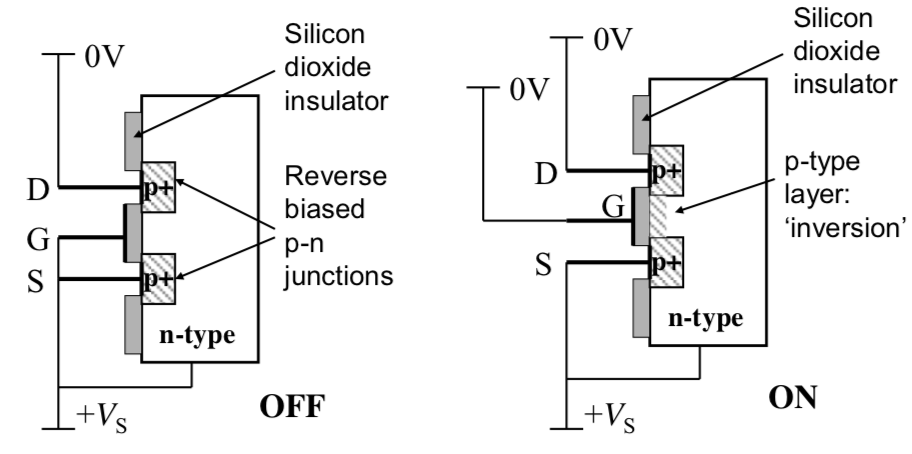 0V
Silicon
dioxide
insulator
D
p+
Reverse
biased
p-n
junctions
G
S
p+
n-type
+VS
OFF
0V
0V
Silicon
dioxide
insulator
D
p+
p-type
layer:
‘inversion’
G
S
p+
n-type
+VS
ON